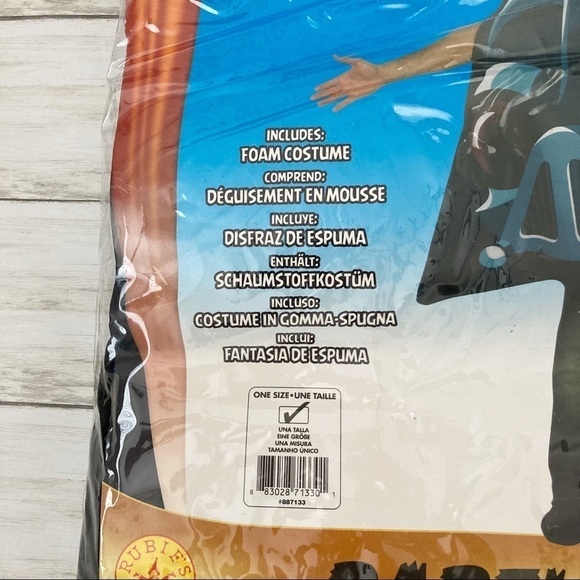 INCLUDES:
FOAM COSTUME
COMPREND:
DÉGUISEMENT EN MOUSSE
INCLUYE:
DISFRAZ DE ESPUMA
ENTHÄLT:
SCHAUMSTOFFKOSTÜM
INCLUSO:
COSTUME IN GOMMA-SPUGNA
INCLUI:
FANTASIA DE ESPUMA
ONE SIZE•UNE TAILLE
UNA TALLA
EINE GRÖßE
UNA MISURA
TAMANHO ÚNICO
8 83028 71330 1
#887133
RUBIE'S